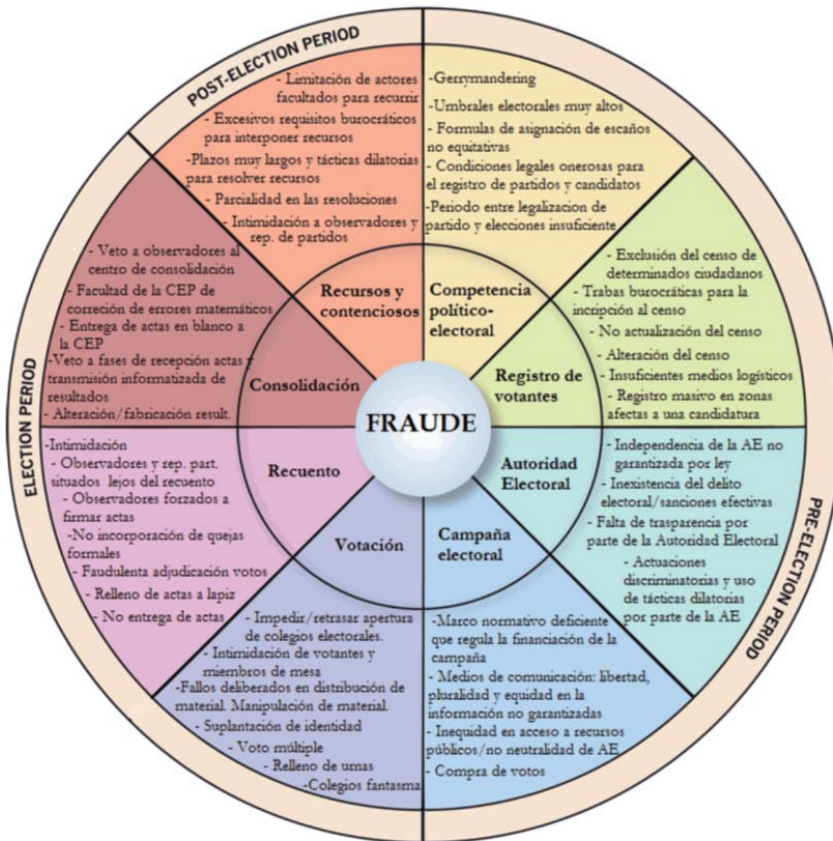 POST-ELECTION PERIOD
- Limitación de actores
facultados para recurrir
- Excesivos requisitos burocráticos
para interponer recursos
-Plazos muy largos y tácticas dilatorias
para resolver recursos
- Parcialidad en las resoluciones
- Intimidación a observadores y
rep. de partidos
Recursos y
contenciosos
-Gerrymandering
-Umbrales electorales muy altos
- Formulas de asignación de escaños
no equitativas
- Condiciones legales onerosas para
el registro de partidos y candidatos
-Periodo entre legalizacion de
partido y elecciones insuficiente
Competencia
político-
electoral
- Exclusión del censo de
determinados ciudadanos
- Trabas burocráticas para la
incripción al censo
- No actualización del censo
- Alteración del censo
- Insuficientes medios logísticos
- Registro masivo en zonas
afectas a una candidatura
Registro de
votantes
- Independencia de la AE no
garantizada por ley
- Inexistencia del delito
electoral/sanciones efectivas
- Falta de trasparencia por
parte de la Autoridad Electoral
- Actuaciones
discriminatorias y uso
de tácticas dilatorias
por parte de la AE
Autoridad
Electoral
PRE-ELECTION PERIOD
Campaña
electoral
-Marco normativo deficiente
que regula la financiación de la
campaña
- Medios de comunicación: libertad,
pluralidad y equidad en la
información no garantizadas
- Inequidad en acceso a recursos
públicos/no neutralidad de AE
- Compra de votos
Votación
- Impedir/retrasar apertura
de colegios electorales.
- Intimidación de votantes y
miembros de mesa
-Fallos deliberados en distribución de
material. Manipulación de material.
- Suplantación de identidad
- Voto múltiple
- Relleno de urnas
-Colegios fantasma
Recuento
-Intimidación
- Observadores y rep. part.
situados lejos del recuento
- Observadores forzados a
firmar actas
-No incorporación de quejas
formales
- Faudulenta adjudicación votos
- Relleno de actas a lapiz
- No entrega de actas
ELECTION PERIOD
- Veto a observadores al
centro de consolidación
- Facultad de la CEP de
correción de errores matemáticos
- Entrega de actas en blanco a
la CEP
-Veto a fases de recepción actas y
transmisión informatizada de
resultados
- Alteración/fabricación result.
Consolidación
FRAUDE